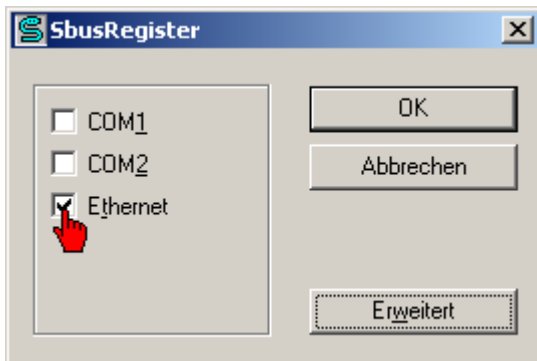 SbusRegister
COM1
COM2
Ethernet
OK
Abbrechen
Erweitert